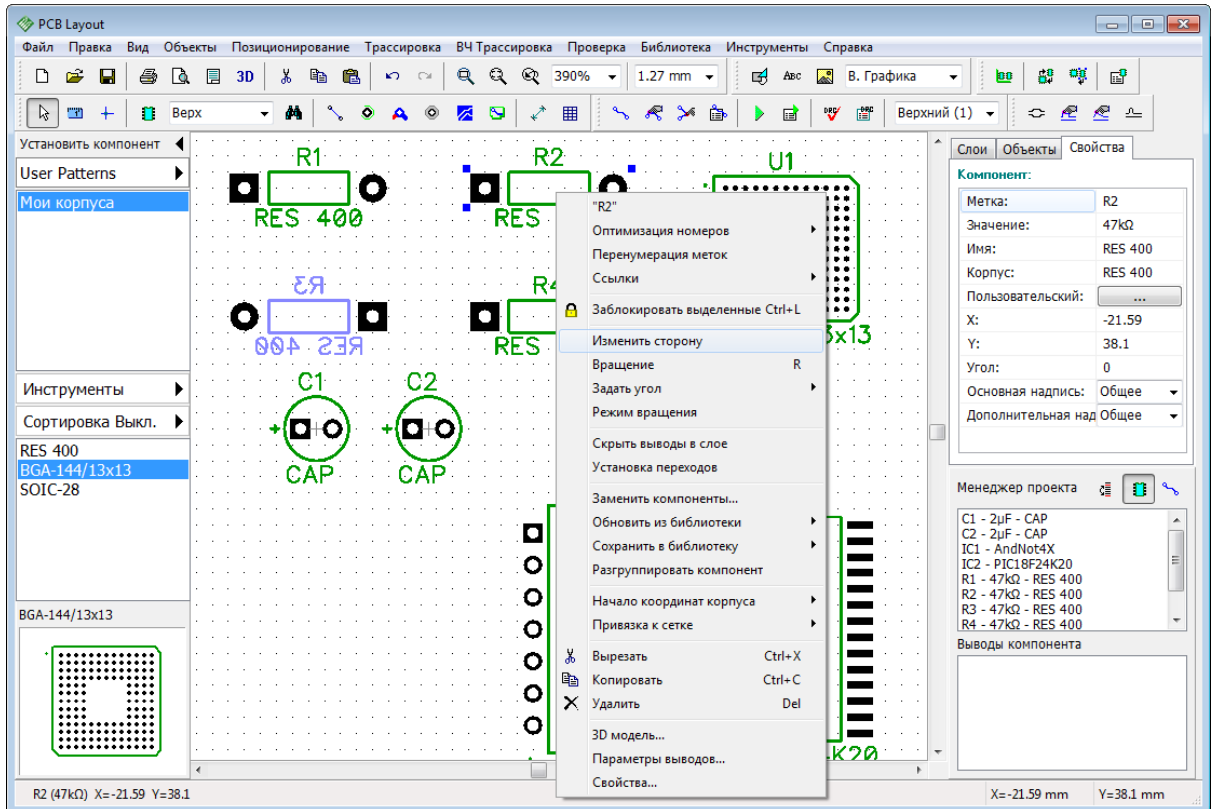 PCB Layout
Файл Правка Вид Объекты Позиционирование Трассировка ВЧ Трассировка Проверка Библиотека Инструменты Справка
3D 390% 1.27 mm ABC В. Графика
Верх DRC DRC Верхний (1)
Установить компонент
User Patterns
Мои корпуса
Инструменты
Сортировка Выкл.
RES 400
BGA-144/13x13
SOIC-28
BGA-144/13x13
R1
RES 400
R2
RES
U1
R3
RES 400
R4
RES
3x13
C1
CAP
C2
CAP
K20
"R2"
Оптимизация номеров
Перенумерация меток
Ссылки
Заблокировать выделенные Ctrl+L
Изменить сторону
Вращение R
Задать угол
Режим вращения
Скрыть выводы в слое
Установка переходов
Заменить компоненты...
Обновить из библиотеки
Сохранить в библиотеку
Разгруппировать компонент
Начало координат корпуса
Привязка к сетке
Вырезать Ctrl+X
Копировать Ctrl+C
Удалить Del
3D модель...
Параметры выводов...
Свойства...
Слои Объекты Свойства
Компонент:
Метка: R2
Значение: 47kΩ
Имя: RES 400
Корпус: RES 400
Пользовательский: ...
X: -21.59
Y: 38.1
Угол: 0
Основная надпись: Общее
Дополнительная над Общее
Менеджер проекта
C1 - 2µF - CAP
C2 - 2µF - CAP
IC1 - AndNot4X
IC2 - PIC18F24K20
R1 - 47kΩ - RES 400
R2 - 47kΩ - RES 400
R3 - 47kΩ - RES 400
R4 - 47kΩ - RES 400
Выводы компонента
R2 (47kΩ) X=-21.59 Y=38.1
X=-21.59 mm Y=38.1 mm